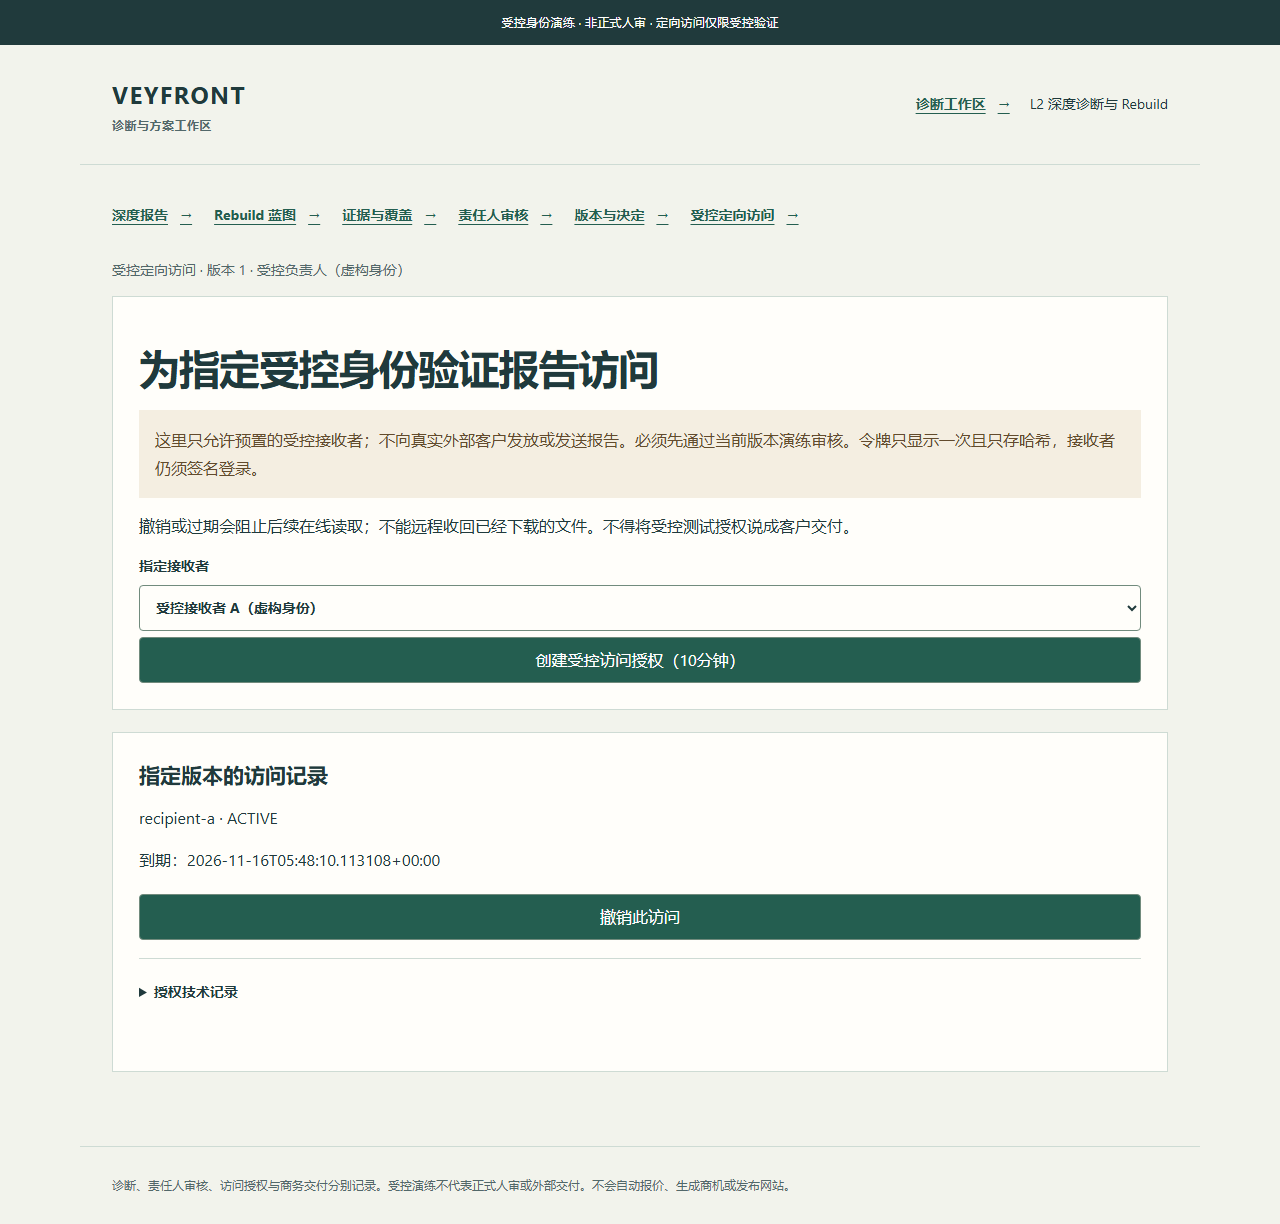 受控身份演练 · 非正式人审 · 定向访问仅限受控验证
VEYFRONT
诊断与方案工作区
诊断工作区 → L2 深度诊断与 Rebuild
深度报告 → Rebuild 蓝图 → 证据与覆盖 → 责任人审核 → 版本与决定 → 受控定向访问 →
受控定向访问 · 版本 1 · 受控负责人（虚构身份）
为指定受控身份验证报告访问
这里只允许预置的受控接收者；不向真实外部客户发放或发送报告。必须先通过当前版本演练审核。令牌只显示一次且只存哈希，接收者
仍须签名登录。
撤销或过期会阻止后续在线读取；不能远程收回已经下载的文件。不得将受控测试授权说成客户交付。
指定接收者
受控接收者 A（虚构身份）
创建受控访问授权（10分钟）
指定版本的访问记录
recipient-a · ACTIVE
到期：2026-11-16T05:48:10.113108+00:00
撤销此访问
▶ 授权技术记录
诊断、责任人审核、访问授权与商务交付分别记录。受控演练不代表正式人审或外部交付。不会自动报价、生成商机或发布网站。